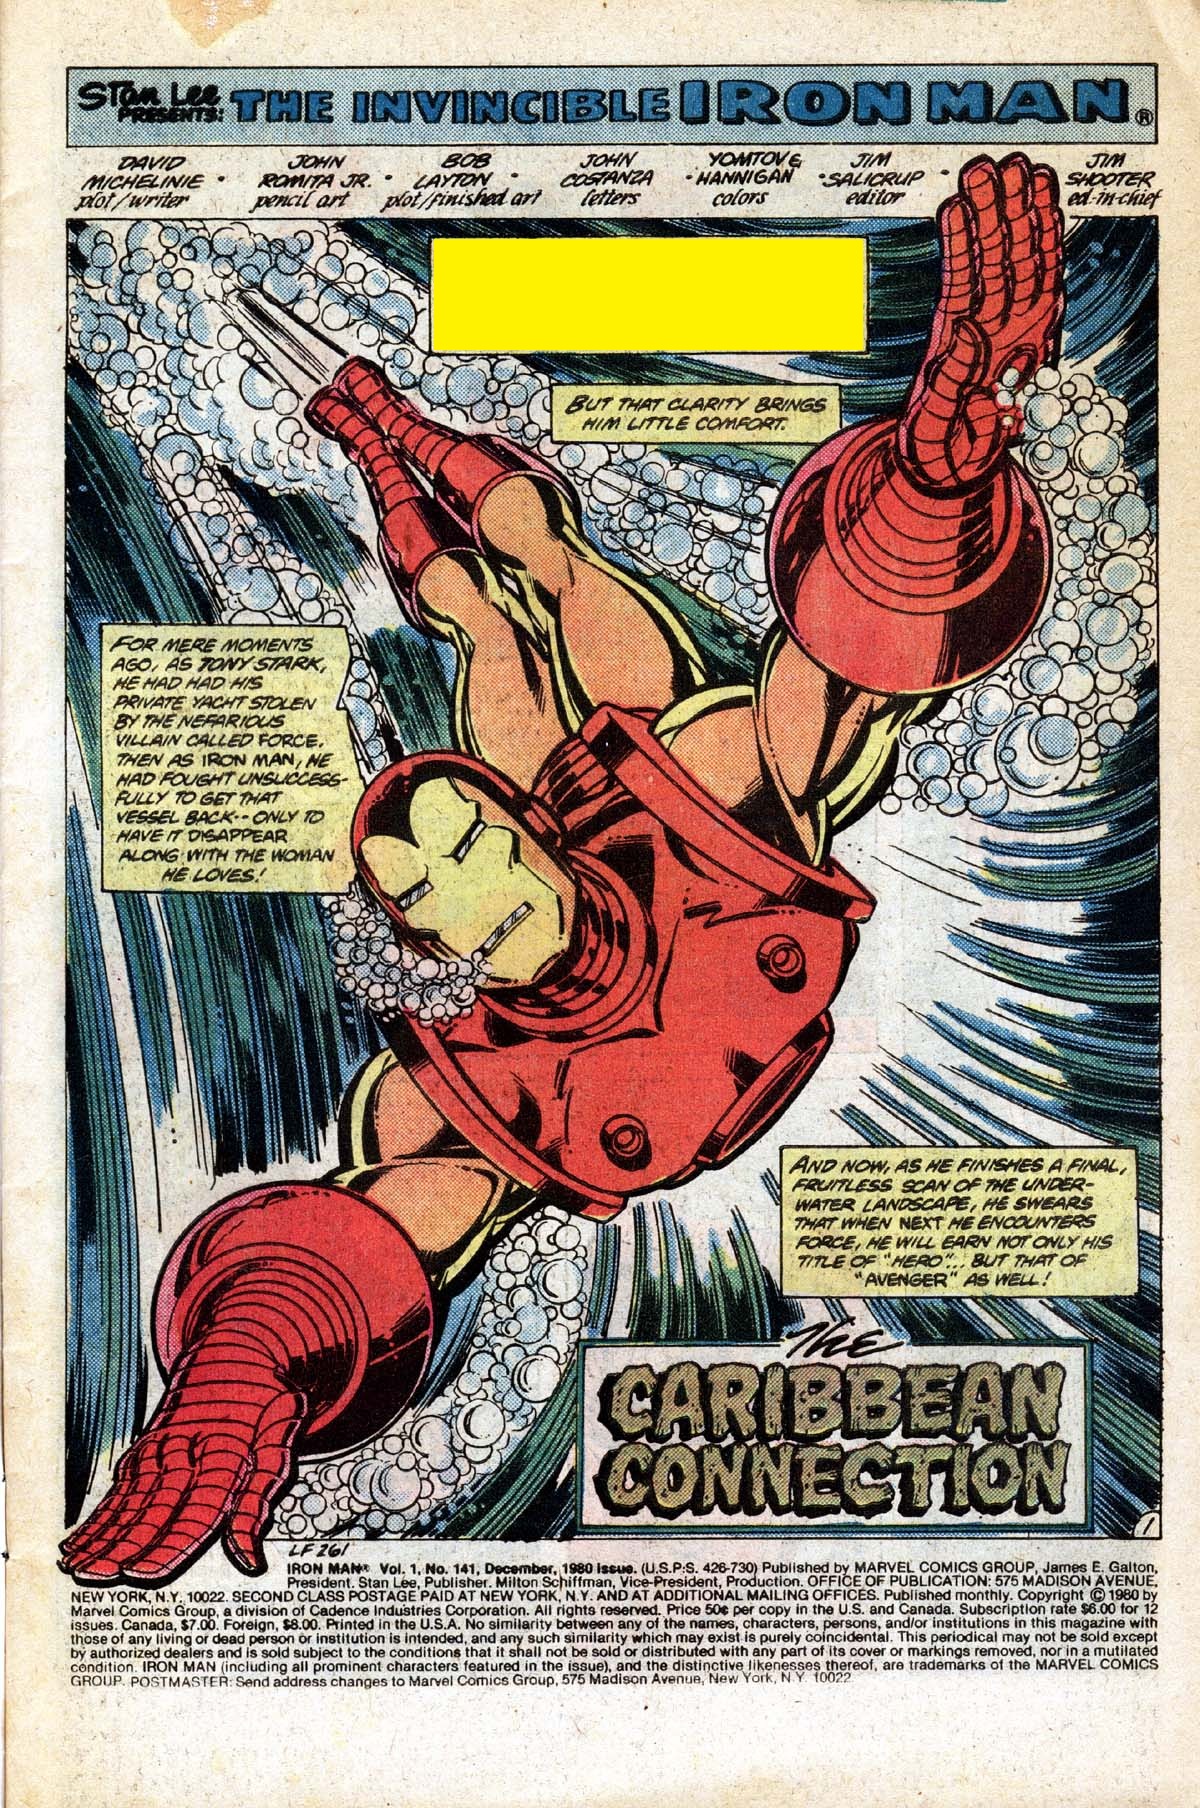 STan Lee
PRESENTS: THE INVINCIBLE IRON MAN®
DAVID
MICHELINIE •
plot/writer
JOHN
ROMITA JR. •
pencil art
BOB
LAYTON •
plot/finished art
JOHN
COSTANZA
letters
YOMTOV &
• HANNIGAN
colors
JIM
• SALICRUP •
editor
JIM
SHOOTER
ed-in-chief
BUT THAT CLARITY BRINGS
HIM LITTLE COMFORT.
FOR MERE MOMENTS
AGO, AS TONY STARK,
HE HAD HAD HIS
PRIVATE YACHT STOLEN
BY THE NEFARIOUS
VILLAIN CALLED FORCE.
THEN AS IRON MAN, HE
HAD FOUGHT UNSUCCESS-
FULLY TO GET THAT
VESSEL BACK-- ONLY TO
HAVE IT DISAPPEAR
ALONG WITH THE WOMAN
HE LOVES!
AND NOW, AS HE FINISHES A FINAL,
FRUITLESS SCAN OF THE UNDER-
WATER LANDSCAPE, HE SWEARS
THAT WHEN NEXT HE ENCOUNTERS
FORCE, HE WILL EARN NOT ONLY HIS
TITLE OF "HERO"... BUT THAT OF
"AVENGER" AS WELL!
THE
CARIBBEAN
CONNECTION
1
LF 261
IRON MAN® Vol. 1, No. 141, December, 1980 Issue. (U.S.P.S. 426-730) Published by MARVEL COMICS GROUP, James E. Galton,
President. Stan Lee, Publisher. Milton Schiffman, Vice-President, Production. OFFICE OF PUBLICATION: 575 MADISON AVENUE,
NEW YORK, N.Y. 10022. SECOND CLASS POSTAGE PAID AT NEW YORK, N.Y. AND AT ADDITIONAL MAILING OFFICES. Published monthly. Copyright © 1980 by
Marvel Comics Group, a division of Cadence Industries Corporation. All rights reserved. Price 50¢ per copy in the U.S. and Canada. Subscription rate $6.00 for 12
issues. Canada, $7.00. Foreign, $8.00. Printed in the U.S.A. No similarity between any of the names, characters, persons, and/or institutions in this magazine with
those of any living or dead person or institution is intended, and any such similarity which may exist is purely coincidental. This periodical may not be sold except
by authorized dealers and is sold subject to the conditions that it shall not be sold or distributed with any part of its cover or markings removed, nor in a mutilated
condition. IRON MAN (including all prominent characters featured in the issue), and the distinctive likenesses thereof, are trademarks of the MARVEL COMICS
GROUP. POSTMASTER: Send address changes to Marvel Comics Group, 575 Madison Avenue, New York, N.Y. 10022